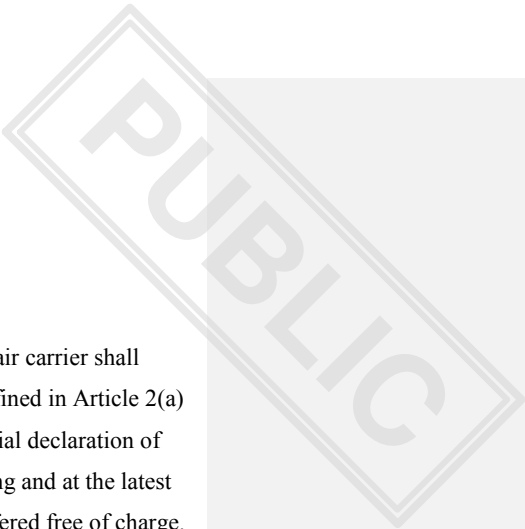 PUBLIC
air carrier shall
fined in Article 2(a)
ial declaration of
ng and at the latest
fered free of charge.